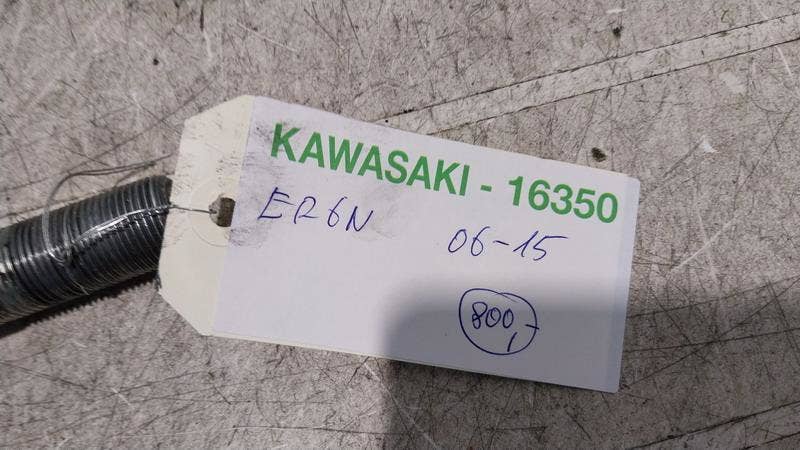 KAWASAKI - 16350
ER6N 06-15
800,-